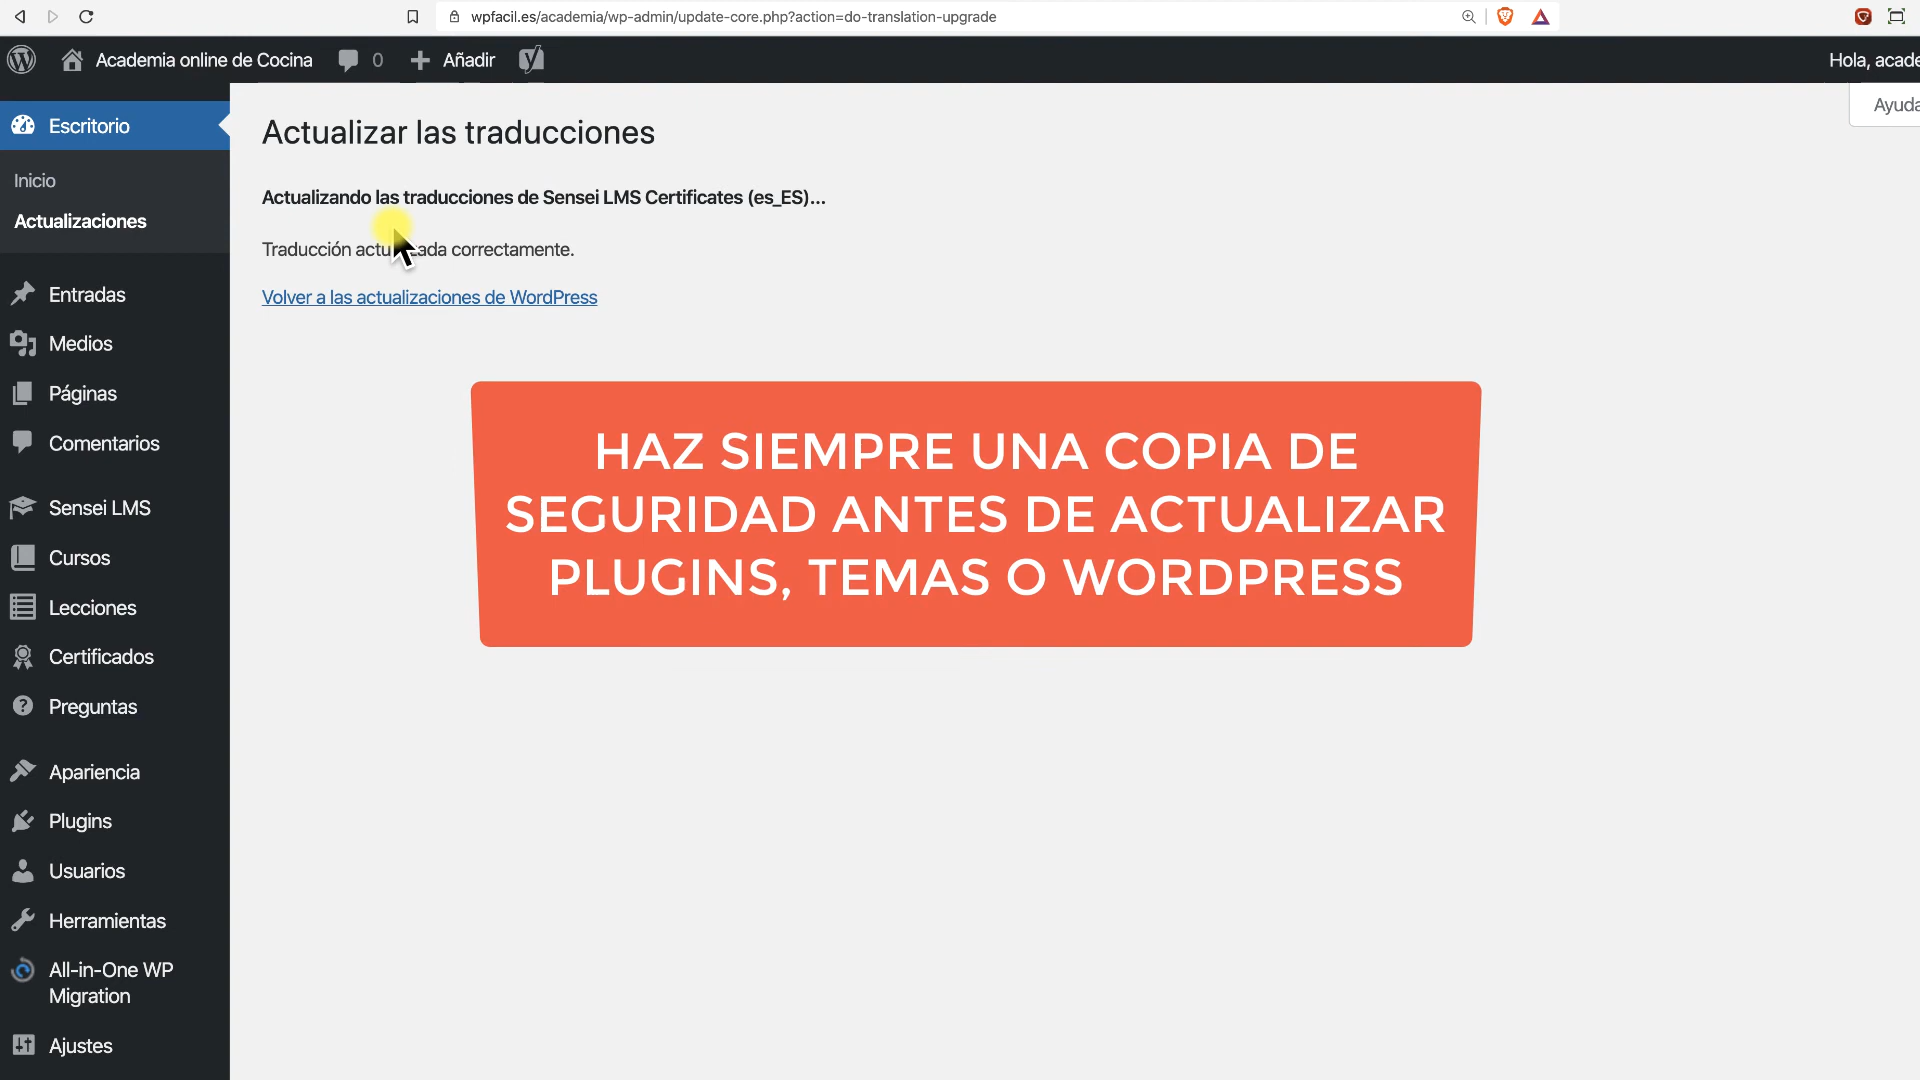 wpfacil.es/academia/wp-admin/update-core.php?action=do-translation-upgrade
Academia online de Cocina
0
Añadir
Hola, acade
Ayuda
Escritorio
Inicio
Actualizaciones
Entradas
Medios
Páginas
Comentarios
Sensei LMS
Cursos
Lecciones
Certificados
Preguntas
Apariencia
Plugins
Usuarios
Herramientas
All-in-One WP
Migration
Ajustes
Actualizar las traducciones
Actualizando las traducciones de Sensei LMS Certificates (es_ES)...
Traducción correctamente.
Volver a las actualizaciones de WordPress
HAZ SIEMPRE UNA COPIA DE
SEGURIDAD ANTES DE ACTUALIZAR
PLUGINS, TEMAS O WORDPRESS